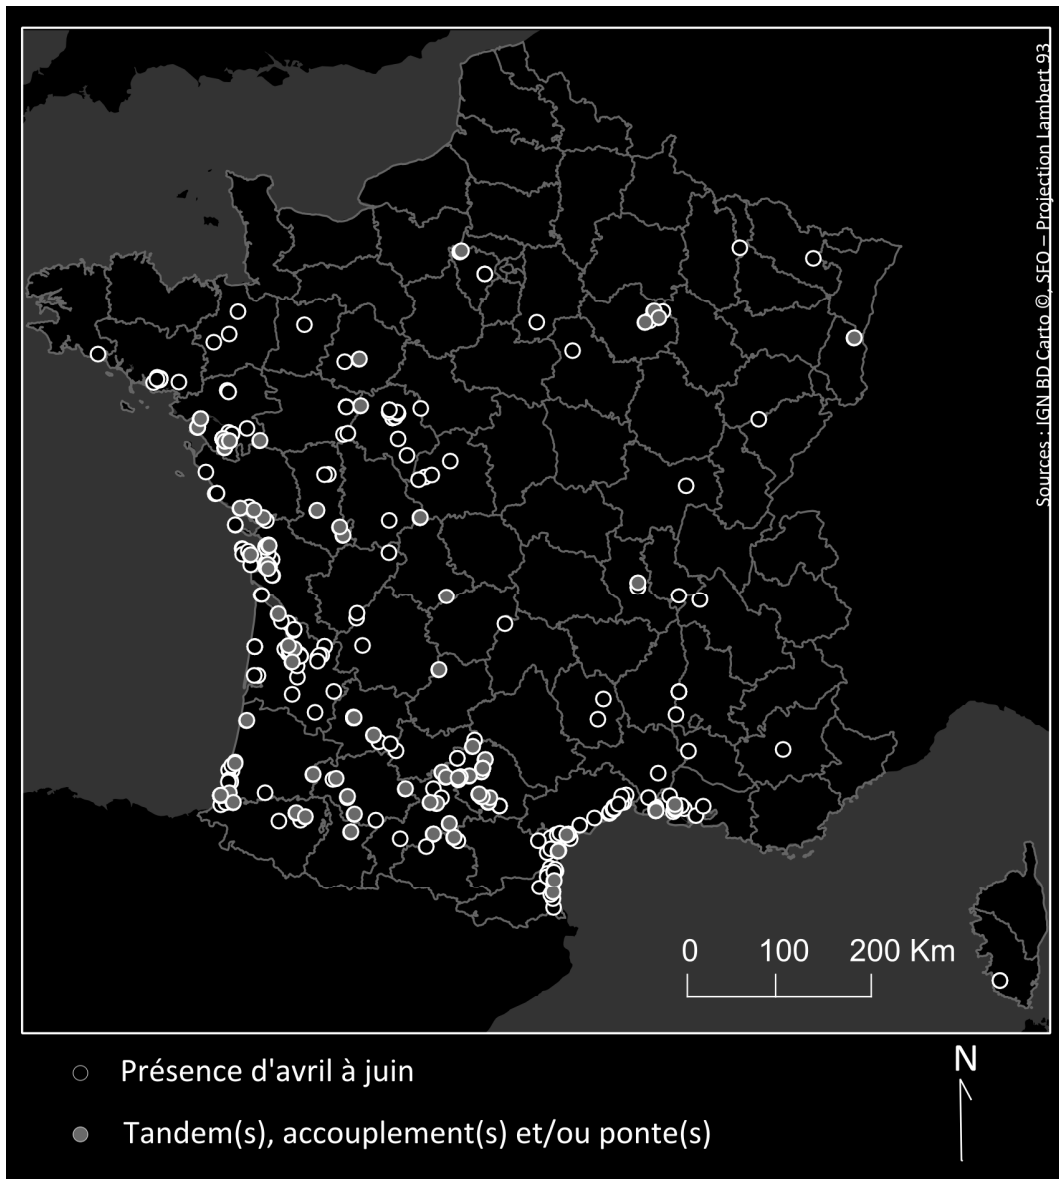 Sources : IGN BD Carto ©, SFO – Projection Lambert 93
0 100 200 Km
Présence d'avril à juin
Tandem(s), accouplement(s) et/ou ponte(s)
N